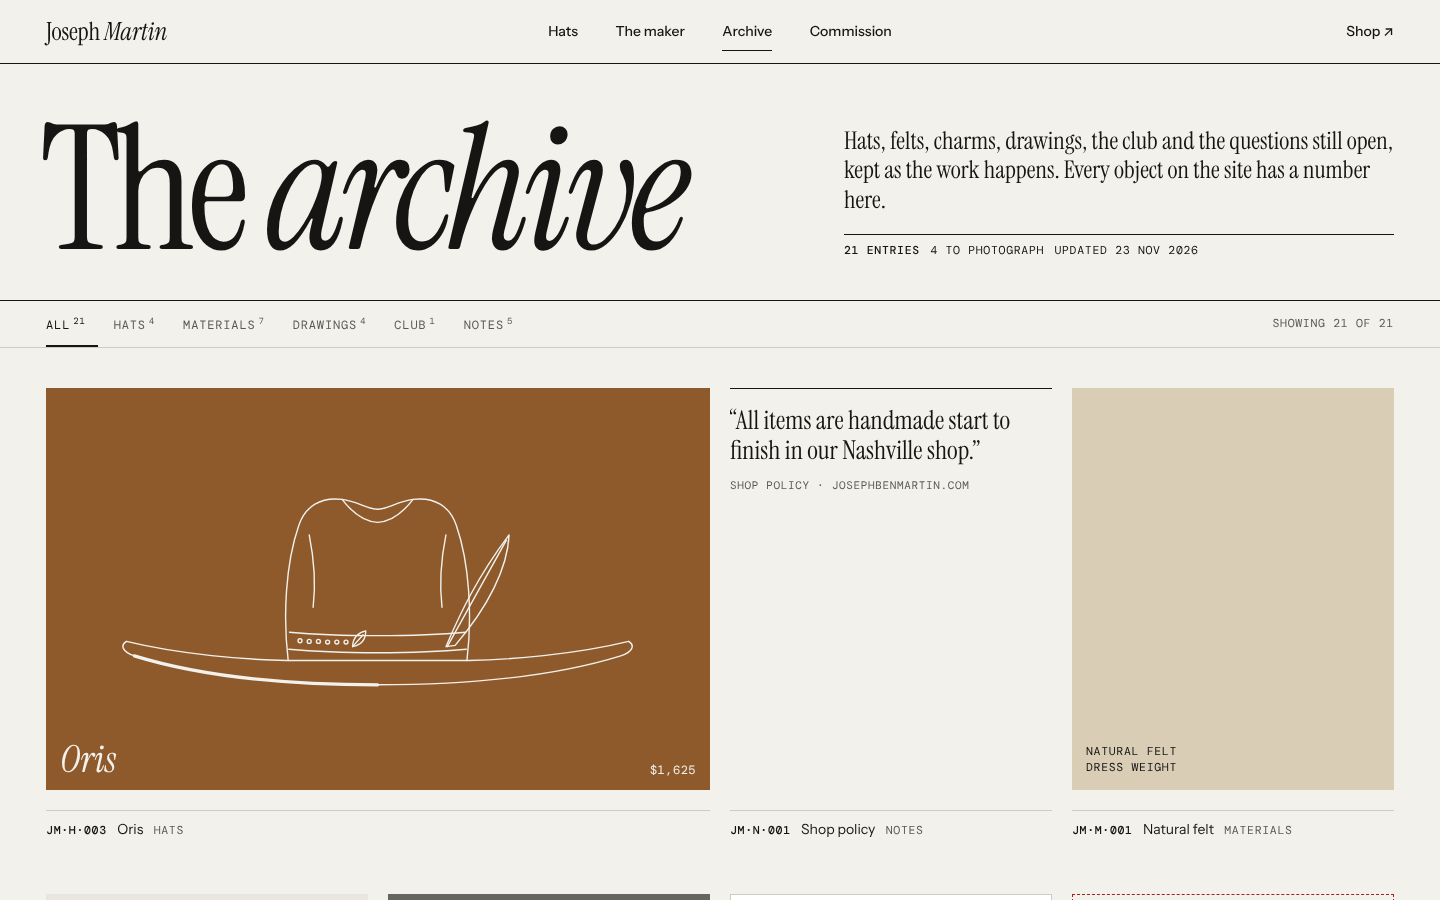 Joseph Martin
Hats
The maker
Archive
Commission
Shop ↗
The archive
Hats, felts, charms, drawings, the club and the questions still open,
kept as the work happens. Every object on the site has a number
here.
21 ENTRIES 4 TO PHOTOGRAPH UPDATED 23 NOV 2026
ALL 21
HATS 4
MATERIALS 7
DRAWINGS 4
CLUB 1
NOTES 5
SHOWING 21 OF 21
Oris
$1,625
“All items are handmade start to
finish in our Nashville shop.”
SHOP POLICY · JOSEPHBENMARTIN.COM
NATURAL FELT
DRESS WEIGHT
JM·H·003 Oris HATS
JM·N·001 Shop policy NOTES
JM·M·001 Natural felt MATERIALS